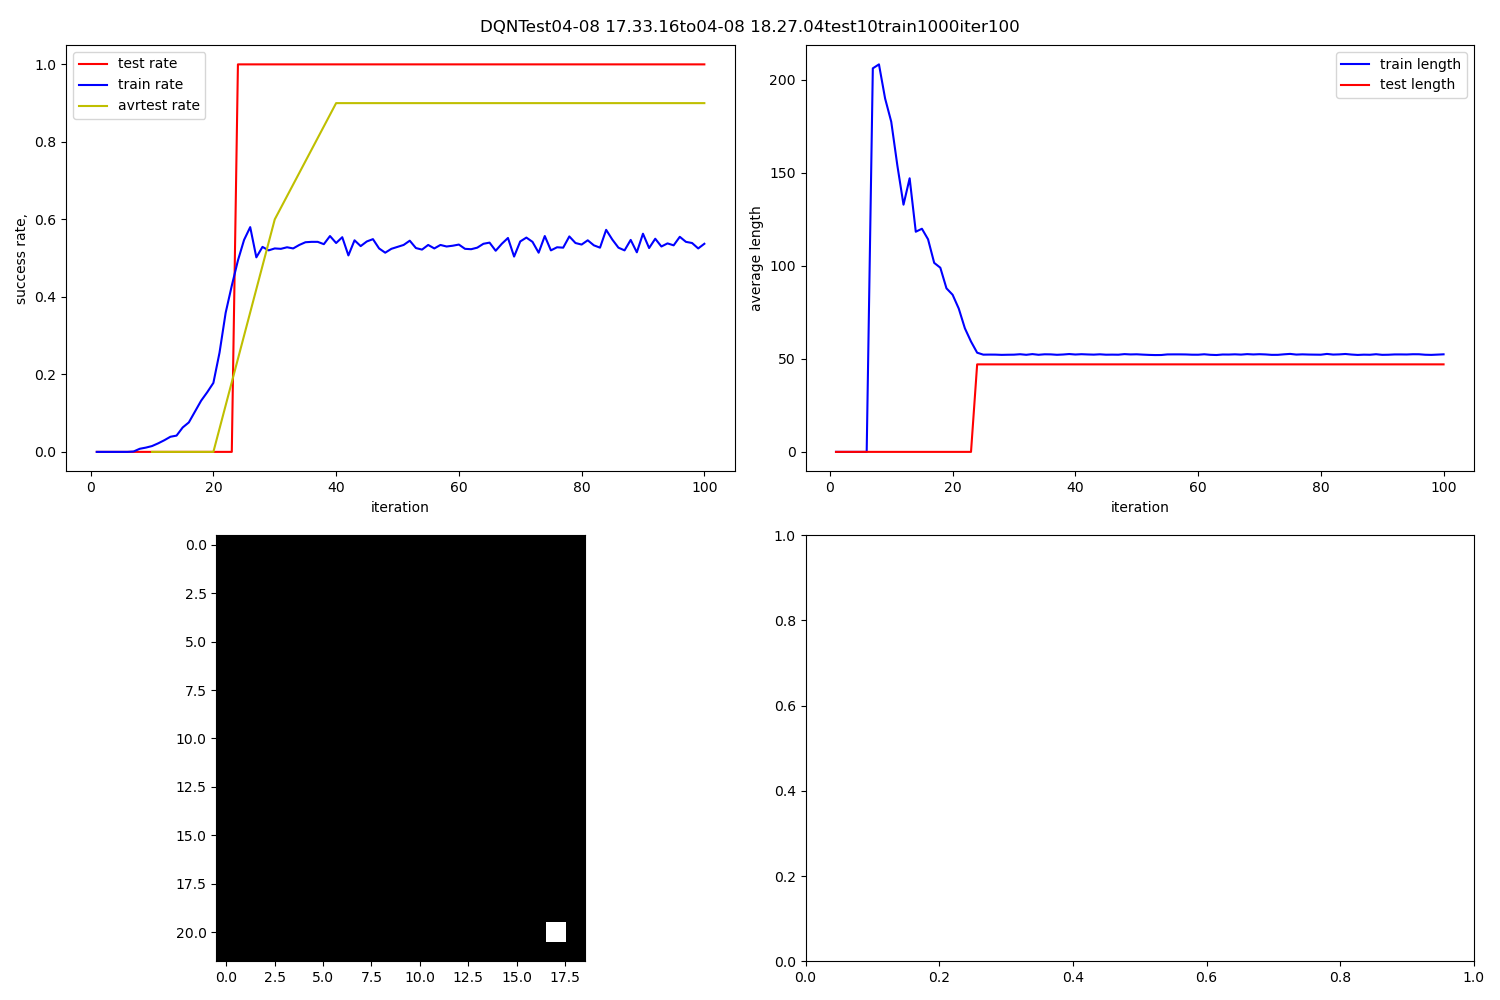 DQNTest04-08 17.33.16to04-08 18.27.04test10train1000iter100
test rate
train rate
avrtest rate
1.0
0.8
0.6
0.4
0.2
0.0
success rate,
0 20 40 60 80 100
iteration
train length
test length
200
150
100
50
0
average length
0 20 40 60 80 100
iteration
0.0
2.5
5.0
7.5
10.0
12.5
15.0
17.5
20.0
0.0 2.5 5.0 7.5 10.0 12.5 15.0 17.5
1.0
0.8
0.6
0.4
0.2
0.0
0.0 0.2 0.4 0.6 0.8 1.0